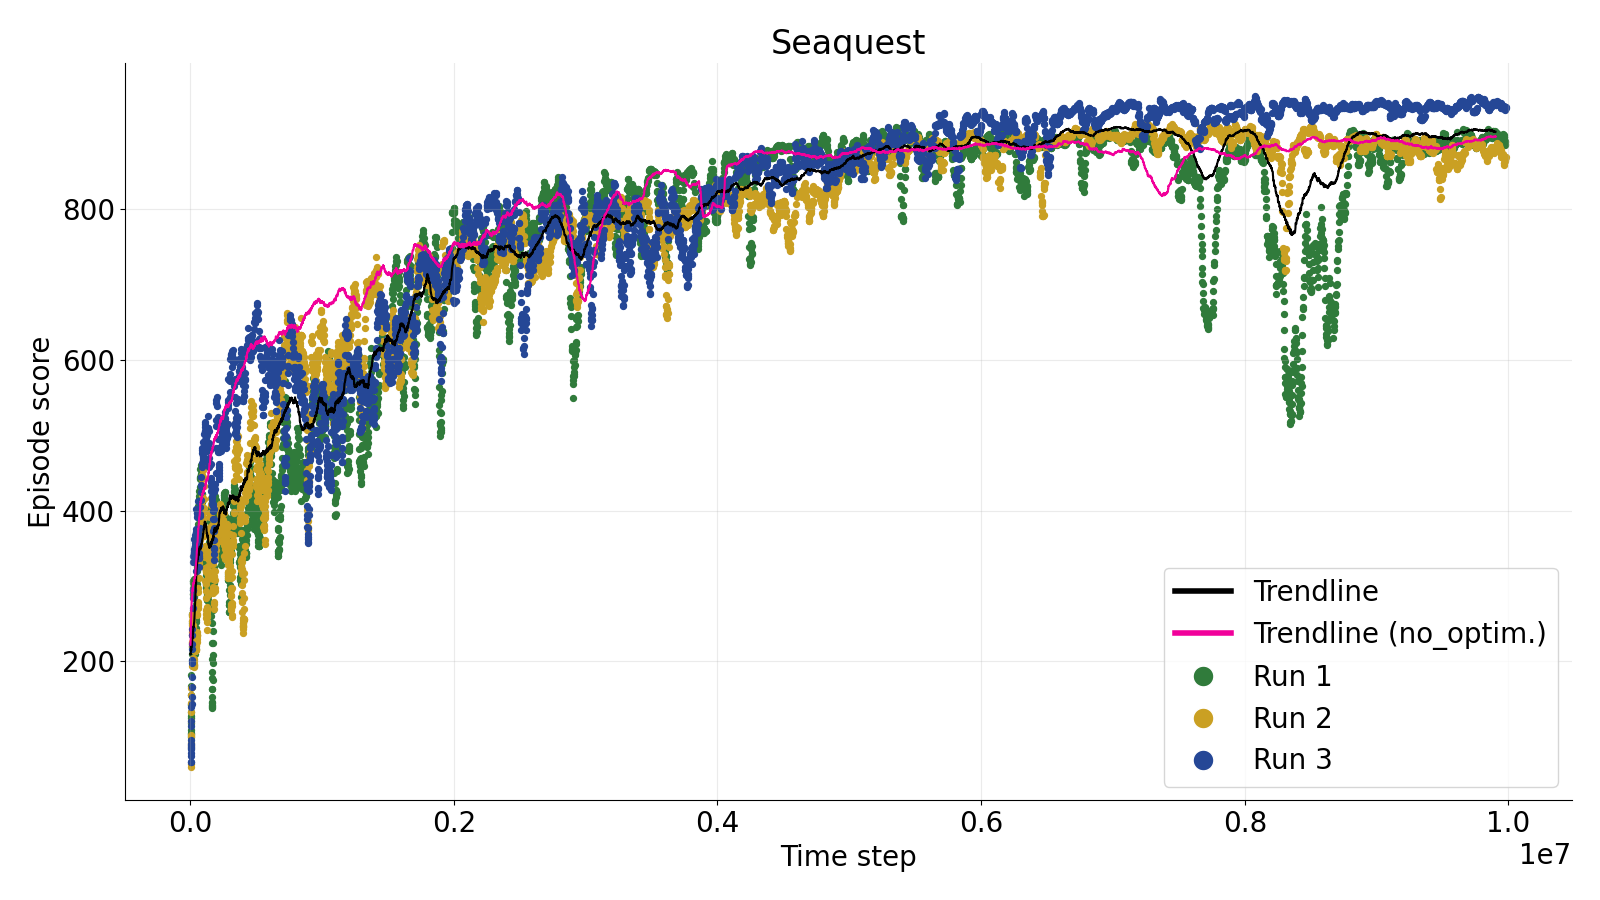 Seaquest
Episode score
800
600
400
200
0.0 0.2 0.4 0.6 0.8 1.0
1e7
Time step
Trendline
Trendline (no_optim.)
Run 1
Run 2
Run 3